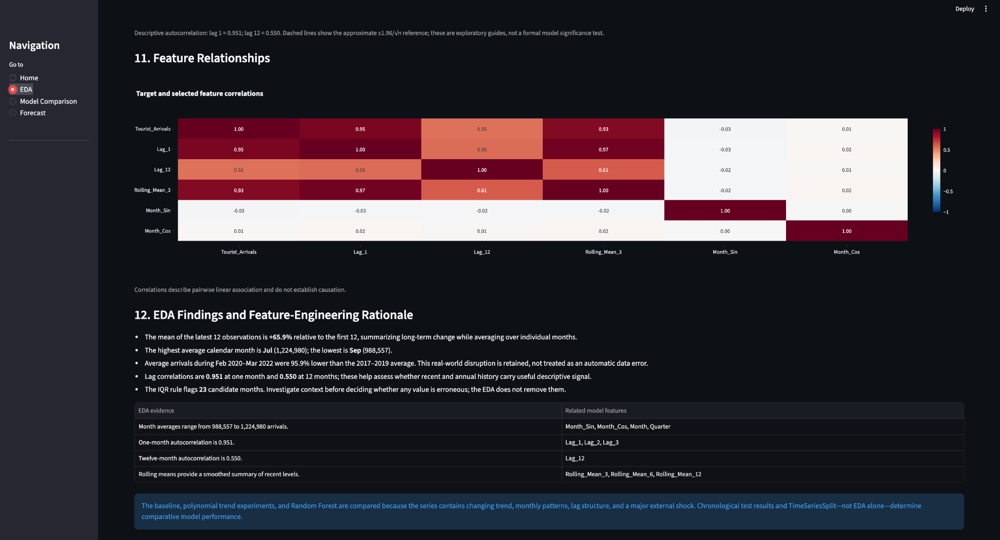 Deploy
Navigation
Go to
Home
EDA
Model Comparison
Forecast
Descriptive autocorrelation: lag 1 = 0.951; lag 12 = 0.550. Dashed lines show the approximate ±1.96/√n reference; these are exploratory guides, not a formal model significance test.
11. Feature Relationships
Target and selected feature correlations
Tourist_Arrivals 1.00 0.95 0.55 0.93 -0.03 0.01
Lag_1 0.95 1.00 0.56 0.97 -0.03 0.02
Lag_12 0.55 0.56 1.00 0.61 -0.02 0.01
Rolling_Mean_3 0.93 0.97 0.61 1.00 -0.02 0.02
Month_Sin -0.03 -0.03 -0.02 -0.02 1.00 0.00
Month_Cos 0.01 0.02 0.01 0.02 0.00 1.00
Tourist_Arrivals Lag_1 Lag_12 Rolling_Mean_3 Month_Sin Month_Cos
1
0.5
0
−0.5
−1
Correlations describe pairwise linear association and do not establish causation.
12. EDA Findings and Feature-Engineering Rationale
• The mean of the latest 12 observations is +65.9% relative to the first 12, summarizing long-term change while averaging over individual months.
• The highest average calendar month is Jul (1,224,980); the lowest is Sep (988,557).
• Average arrivals during Feb 2020–Mar 2022 were 95.9% lower than the 2017–2019 average. This real-world disruption is retained, not treated as an automatic data error.
• Lag correlations are 0.951 at one month and 0.550 at 12 months; these help assess whether recent and annual history carry useful descriptive signal.
• The IQR rule flags 23 candidate months. Investigate context before deciding whether any value is erroneous; the EDA does not remove them.
EDA evidence Related model features
Month averages range from 988,557 to 1,224,980 arrivals. Month_Sin, Month_Cos, Month, Quarter
One-month autocorrelation is 0.951. Lag_1, Lag_2, Lag_3
Twelve-month autocorrelation is 0.550. Lag_12
Rolling means provide a smoothed summary of recent levels. Rolling_Mean_3, Rolling_Mean_6, Rolling_Mean_12
The baseline, polynomial trend experiments, and Random Forest are compared because the series contains changing trend, monthly patterns, lag structure, and a major external shock. Chronological test results and TimeSeriesSplit—not EDA alone—determine
comparative model performance.